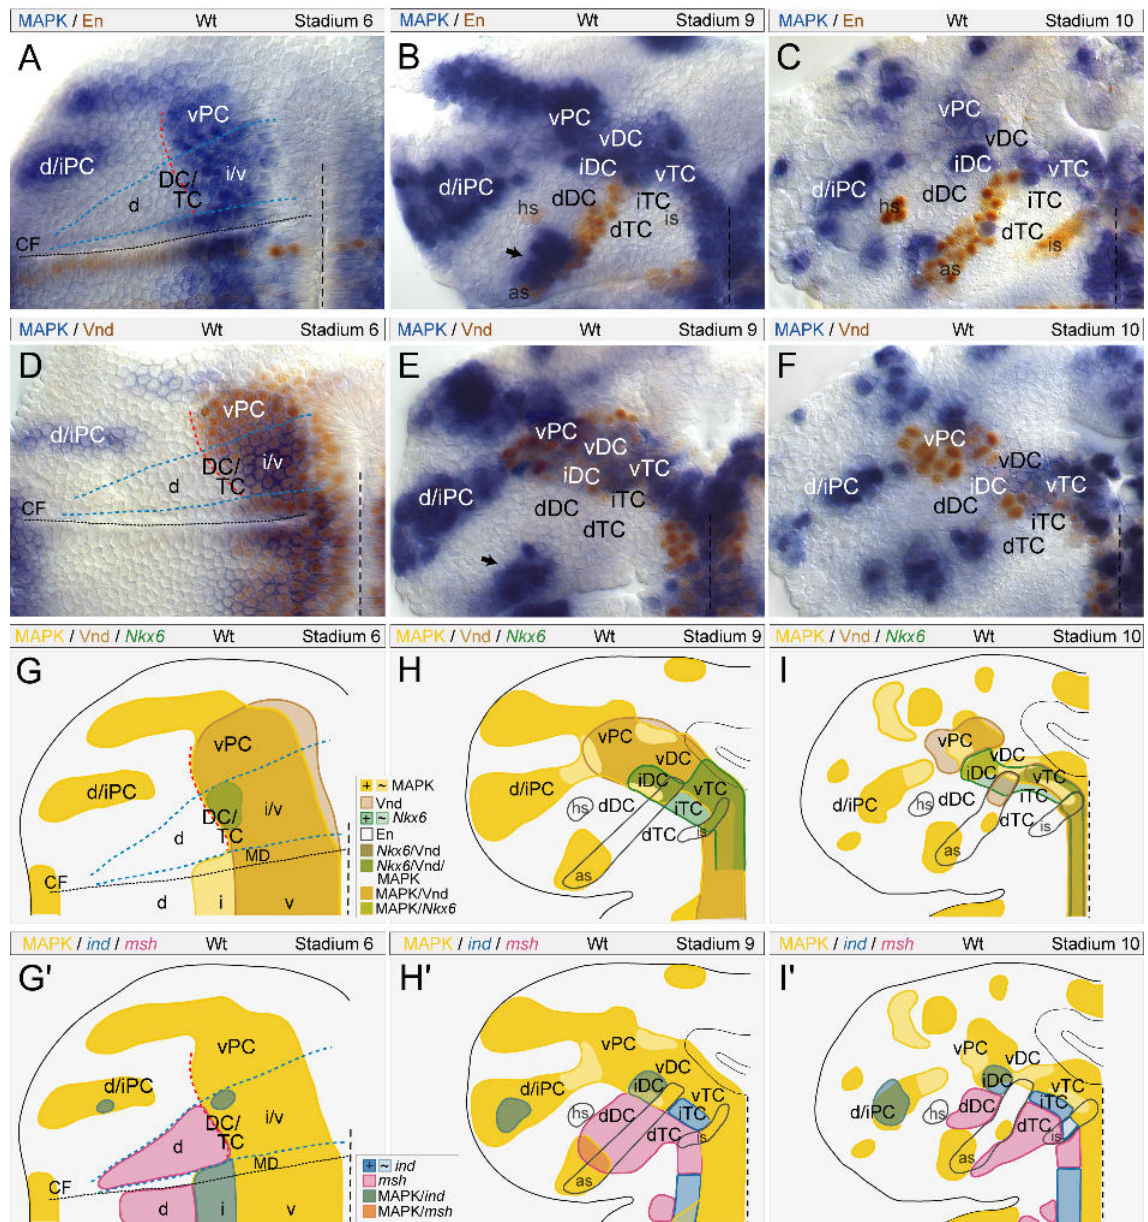 MAPK / En Wt Stadium 6
MAPK / En Wt Stadium 9
MAPK / En Wt Stadium 10
A
vPC
d/iPC
DC/
TC
i/v
d
CF
B
vPC
vDC
iDC
vTC
d/iPC
dDC
iTC
hs
is
dTC
as
C
vPC
vDC
iDC
vTC
d/iPC
dDC
iTC
hs
dTC
is
as
MAPK / Vnd Wt Stadium 6
MAPK / Vnd Wt Stadium 9
MAPK / Vnd Wt Stadium 10
D
vPC
d/iPC
DC/
TC
i/v
d
CF
E
vPC
vDC
iDC
vTC
d/iPC
dDC
iTC
dTC
F
vPC
vDC
iDC
vTC
d/iPC
dDC
iTC
dTC
MAPK / Vnd / Nkx6 Wt Stadium 6
MAPK / Vnd / Nkx6 Wt Stadium 9
MAPK / Vnd / Nkx6 Wt Stadium 10
G
vPC
d/iPC
i/v
DC/
TC
d
MD
CF
d i v
+ ~ MAPK
Vnd
+ ~ Nkx6
En
Nkx6/Vnd
Nkx6/Vnd/
MAPK
MAPK/Vnd
MAPK/Nkx6
H
vPC
vDC
d/iPC
iDC
vTC
hs
dDC
iTC
dTC
is
as
I
vPC
vDC
iDC
vTC
d/iPC
hs
dDC
iTC
dTC
is
as
MAPK / ind / msh Wt Stadium 6
MAPK / ind / msh Wt Stadium 9
MAPK / ind / msh Wt Stadium 10
G'
vPC
d/iPC
i/v
DC/
TC
d
MD
CF
d i v
+ ~ ind
msh
MAPK/ind
MAPK/msh
H'
vPC
vDC
d/iPC
iDC
vTC
hs
dDC
iTC
dTC
is
as
I'
vPC
vDC
iDC
vTC
d/iPC
hs
dDC
iTC
dTC
is
as